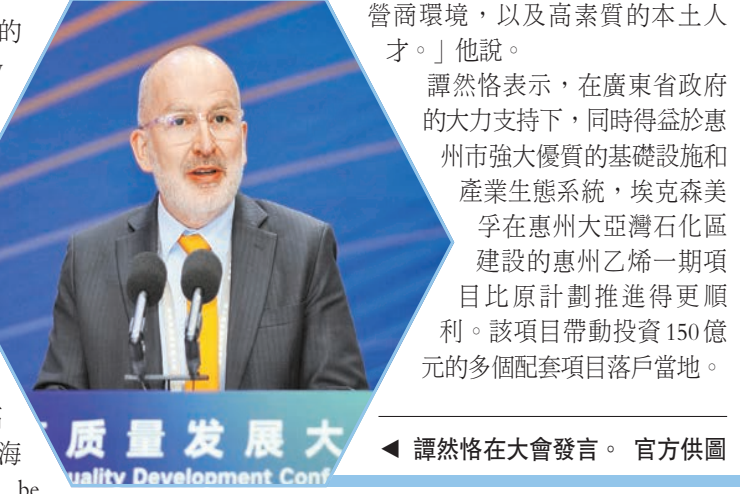 的
營商環境，以及高素質的本土人
才。」他說。
譚然恪表示，在廣東省政府
的大力支持下，同時得益於惠
州市強大優質的基礎設施和
產業生態系統，埃克森美
孚在惠州大亞灣石化區
建設的惠州乙烯一期項
目比原計劃推進得更順
利。該項目帶動投資150億
元的多個配套項目落戶當地。
◀ 譚然恪在大會發言。 官方供圖
质量发展大
uality Development Conf
海
be